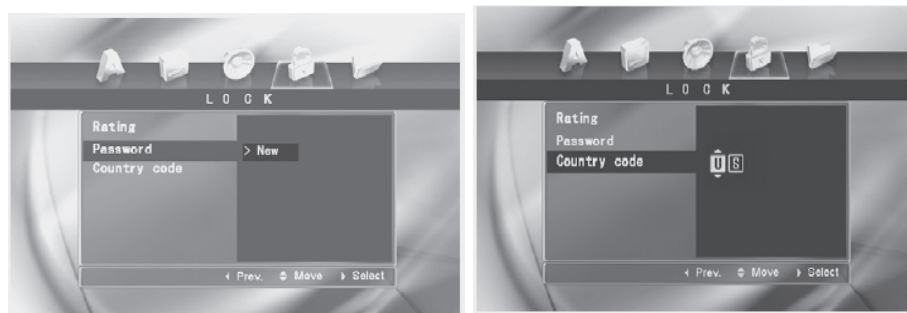 A
LOCK
Rating
Password
> New
Country code
Prev. Move Select
A
LOCK
Rating
Password
Country code
U S
Prev. Move Select